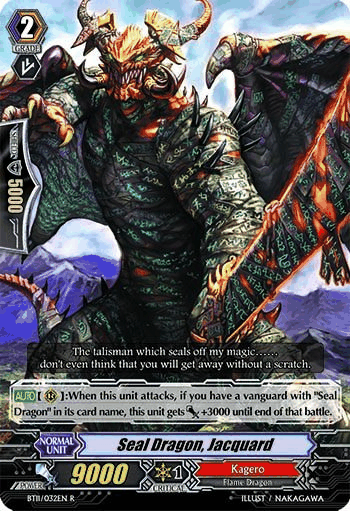 2
GRADE
SHIELD
5000
The talisman which seals off my magic......
don't even think that you will get away without a scratch.
AUTO [ ]:When this unit attacks, if you have a vanguard with "Seal
Dragon" in its card name, this unit gets +3000 until end of that battle.
NORMAL
UNIT
Seal Dragon, Jacquard
POWER
9000
1
CRITICAL
Kagero
Flame Dragon
BT11/032EN R
ILLUST / NAKAGAWA